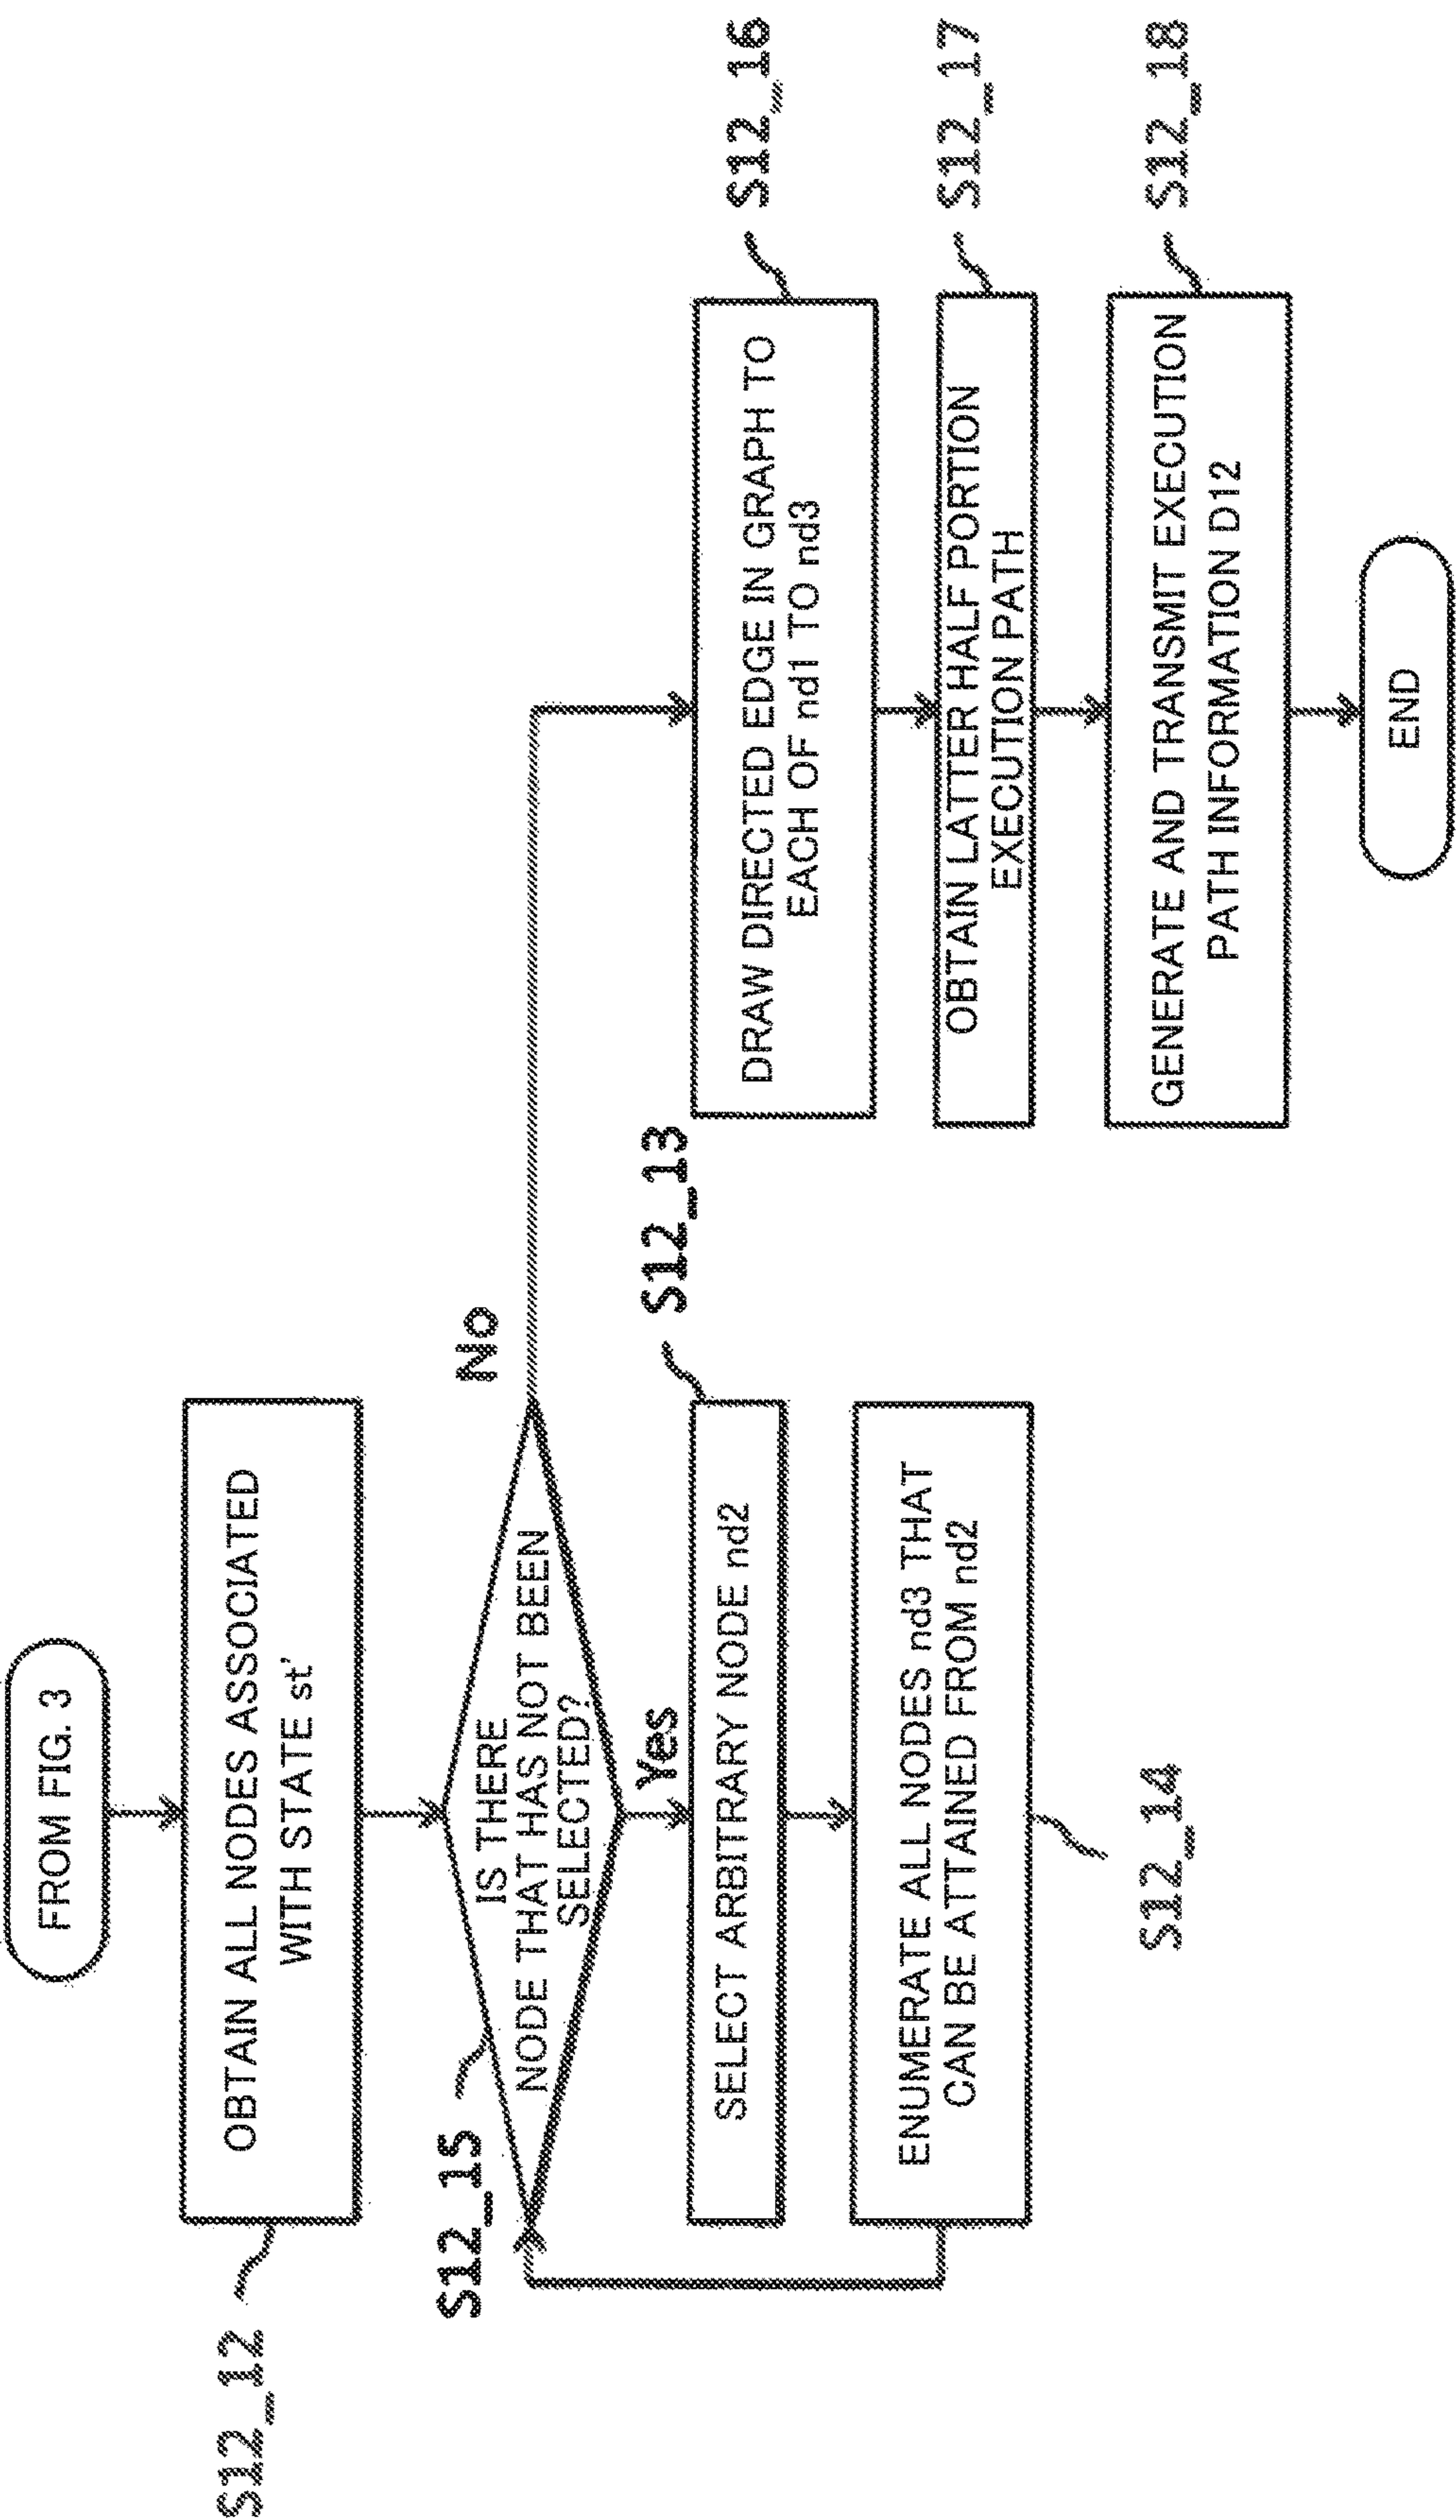 FROM FIG. 3
S12_12
OBTAIN ALL NODES ASSOCIATED
WITH STATE st'
S12_15
IS THERE
NODE THAT HAS NOT BEEN
SELECTED?
No
Yes
S12_13
SELECT ARBITRARY NODE nd2
ENUMERATE ALL NODES nd3 THAT
CAN BE ATTAINED FROM nd2
S12_14
DRAW DIRECTED EDGE IN GRAPH TO
EACH OF nd1 TO nd3
S12_16
OBTAIN LATTER HALF PORTION
EXECUTION PATH
S12_17
GENERATE AND TRANSMIT EXECUTION
PATH INFORMATION D12
S12_18
END